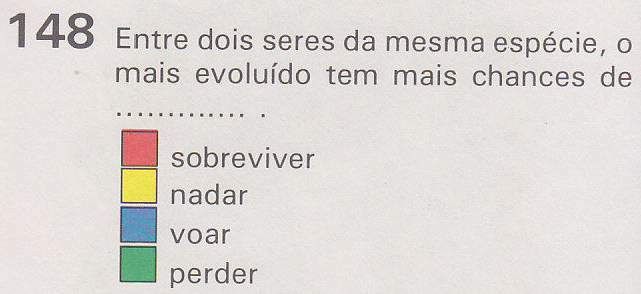 148 Entre dois seres da mesma espécie, o
mais evoluído tem mais chances de
............. .
sobreviver
nadar
voar
perder